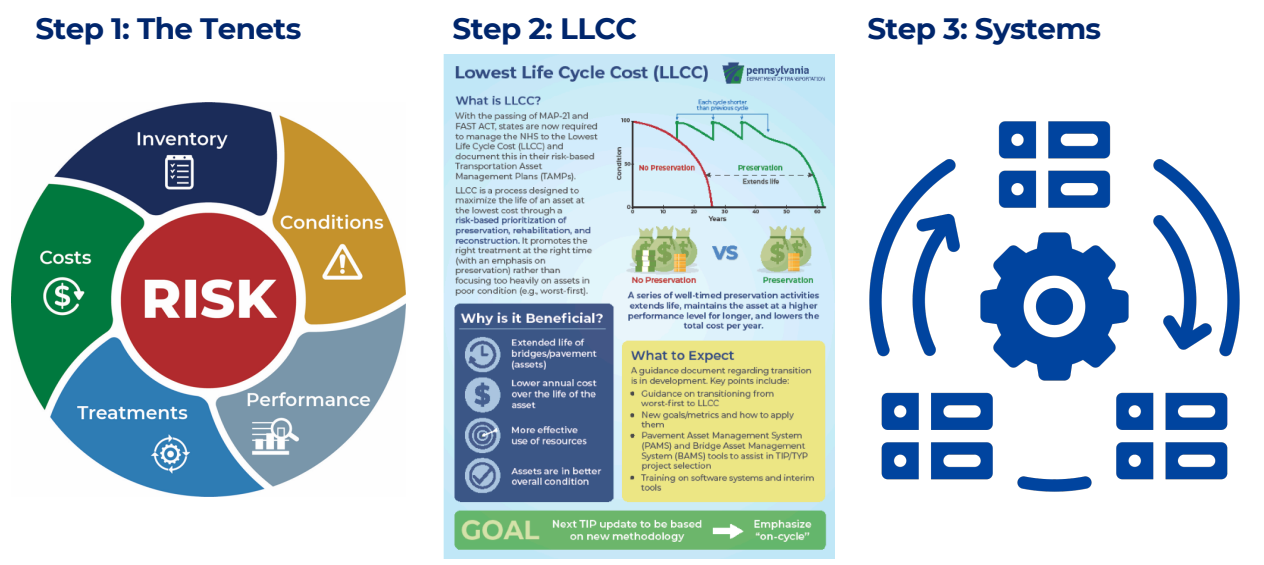 Step 1: The Tenets
Inventory
Conditions
Costs
RISK
Treatments
Performance
Step 2: LLCC
Lowest Life Cycle Cost (LLCC)
pennsylvania
DEPARTMENT OF TRANSPORTATION
What is LLCC?
With the passing of MAP-21 and
FAST ACT, states are now required
to manage the NHS to the Lowest
Life Cycle Cost (LLCC) and
document this in their risk-based
Transportation Asset
Management Plans (TAMPs).
LLCC is a process designed to
maximize the life of an asset at
the lowest cost through a
risk-based prioritization of
preservation, rehabilitation, and
reconstruction. It promotes the
right treatment at the right time
(with an emphasis on
preservation) rather than
focusing too heavily on assets in
poor condition (e.g., worst-first).
Each cycle shorter
than previous cycle
100
50
0
Condition
No Preservation
Preservation
Extends life
0 10 20 30 40 50 60
Years
VS
No Preservation
Preservation
A series of well-timed preservation activities
extends life, maintains the asset at a higher
performance level for longer, and lowers the
total cost per year.
Why is it Beneficial?
Extended life of
bridges/pavement
(assets)
Lower annual cost
over the life of the
asset
More effective
use of resources
Assets are in better
overall condition
What to Expect
A guidance document regarding transition
is in development. Key points include:
• Guidance on transitioning from
worst-first to LLCC
• New goals/metrics and how to apply
them
• Pavement Asset Management System
(PAMS) and Bridge Asset Management
System (BAMS) tools to assist in TIP/TYP
project selection
• Training on software systems and interim
tools
GOAL
Next TIP update to be based
on new methodology
Emphasize
"on-cycle"
Step 3: Systems